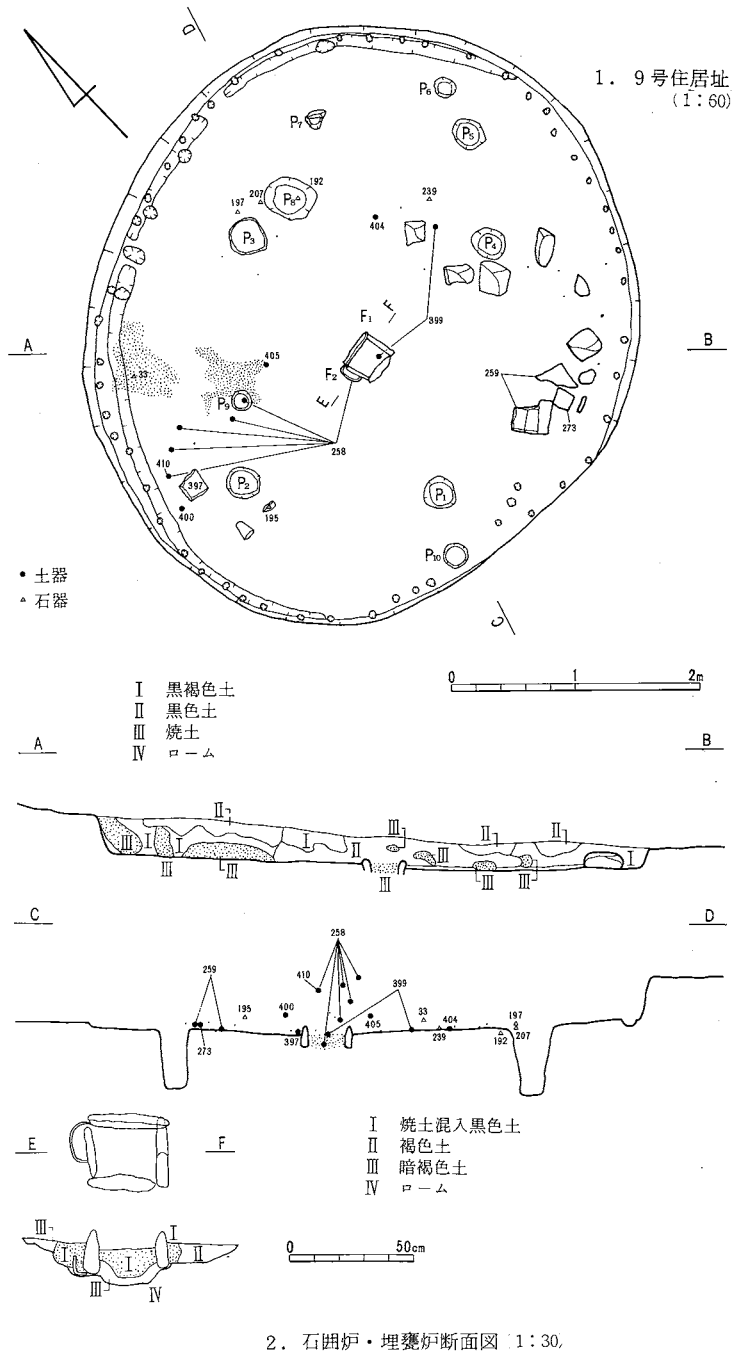 D
1. 9号住居址
(1:60)
P6
P7
P5
192
P8
207
197
239
P3
404
P4
F
F1
399
A
B
33
405
F2
E
259
273
P9
258
410
397
P2
P1
400
195
P10
● 土器
△ 石器
C
0 1 2m
Ⅰ 黒褐色土
Ⅱ 黒色土
Ⅲ 焼土
Ⅳ ローム
A
B
Ⅱ
Ⅲ
Ⅱ
Ⅱ
Ⅲ Ⅰ Ⅰ Ⅰ Ⅱ Ⅲ Ⅰ
Ⅲ Ⅲ Ⅲ Ⅲ Ⅲ
C
D
258
410
259
399
195
400
33
197
405
404
273
397
239
192
207
E
F
Ⅰ 焼土混入黒色土
Ⅱ 褐色土
Ⅲ 暗褐色土
Ⅳ ローム
Ⅲ Ⅰ
Ⅰ Ⅰ Ⅱ
Ⅲ Ⅳ
0 50cm
2. 石囲炉・埋甕炉断面図 1:30